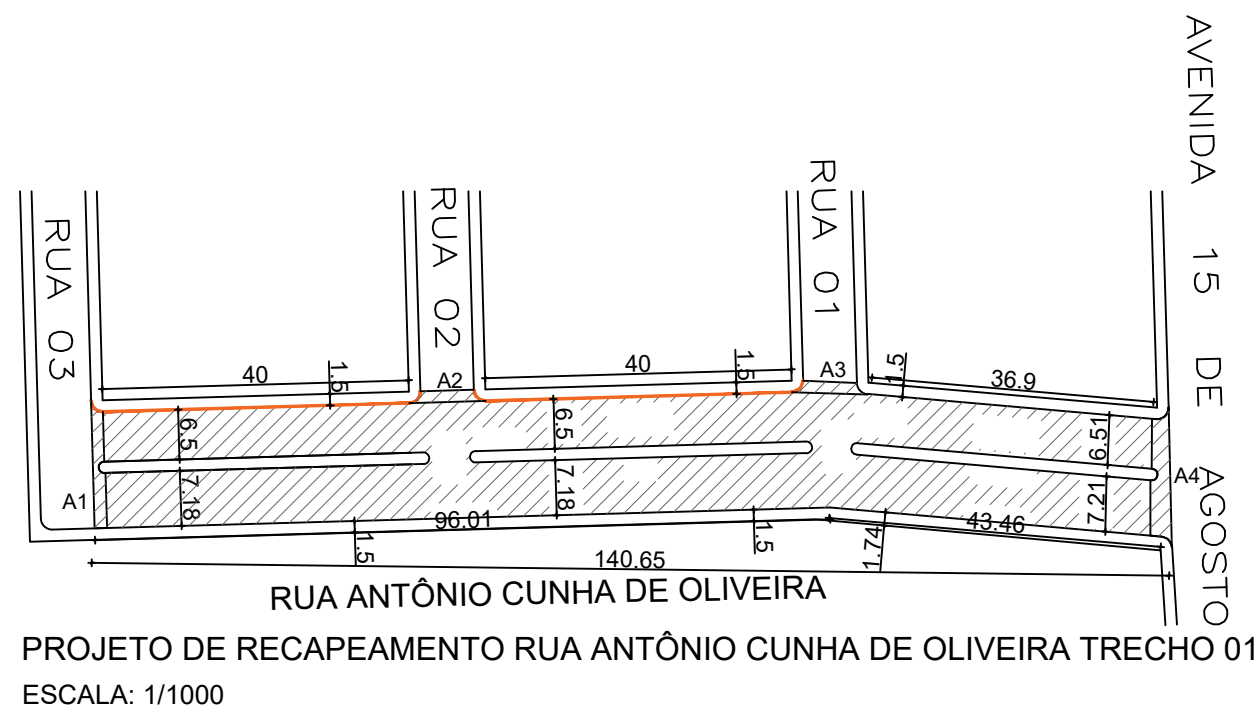 AVENIDA 15 DE AGOSTO
RUA 03
RUA 02
RUA 01
40
1.5
A2
40
1.5
A3
1.5
36.9
6.5
6.5
6.51
A1
7.18
7.18
7.21
A4
96.01
43.46
1.5
1.5
1.74
140.65
RUA ANTÔNIO CUNHA DE OLIVEIRA
PROJETO DE RECAPEAMENTO RUA ANTÔNIO CUNHA DE OLIVEIRA TRECHO 01
ESCALA: 1/1000